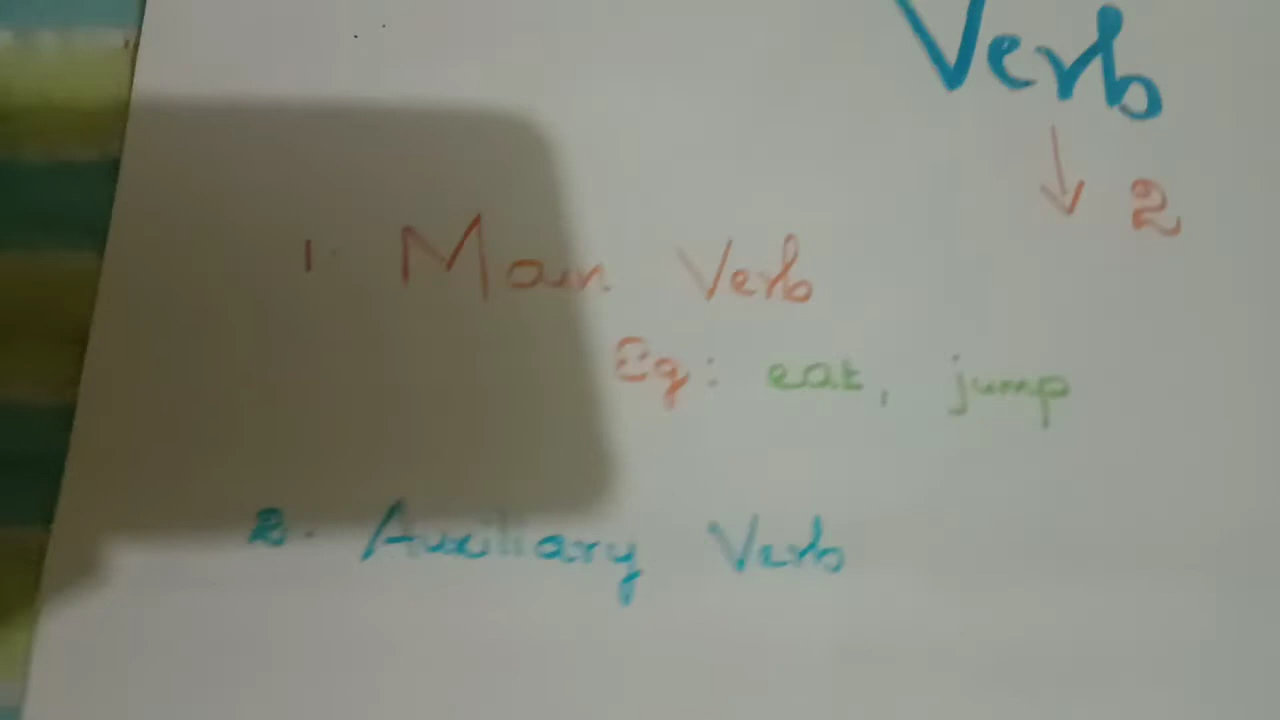 Verb
↓ 2
1. Main Verb
Eg: eat, jump
2. Auxiliary Verb